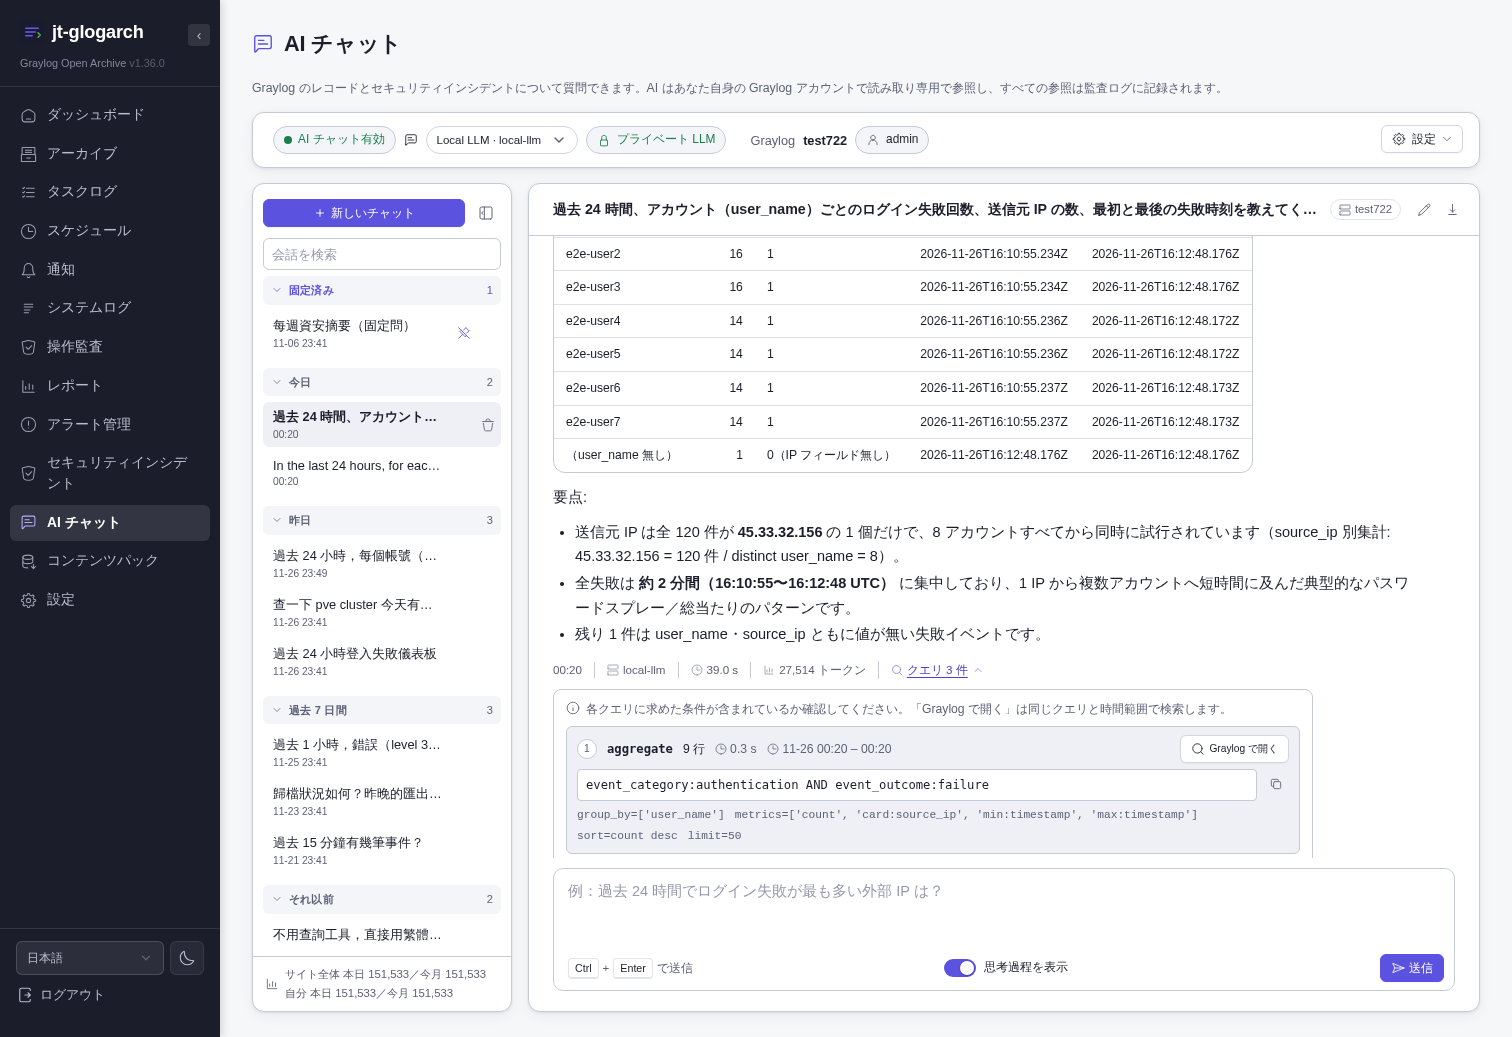 jt-glogarch
‹
Graylog Open Archive v1.36.0
ダッシュボード
アーカイブ
タスクログ
スケジュール
通知
システムログ
操作監査
レポート
アラート管理
セキュリティインシデ
ント
AI チャット
コンテンツパック
設定
日本語
ログアウト
AI チャット
Graylog のレコードとセキュリティインシデントについて質問できます。AI はあなた自身の Graylog アカウントで読み取り専用で参照し、すべての参照は監査ログに記録されます。
AI チャット有効
Local LLM · local-llm
プライベート LLM
Graylog test722
admin
設定
+ 新しいチャット
会話を検索
固定済み 1
每週資安摘要（固定問）
11-06 23:41
今日 2
過去 24 時間、アカウント…
00:20
In the last 24 hours, for eac…
00:20
昨日 3
過去 24 小時，每個帳號（…
11-26 23:49
查一下 pve cluster 今天有…
11-26 23:41
過去 24 小時登入失敗儀表板
11-26 23:41
過去 7 日間 3
過去 1 小時，錯誤（level 3…
11-25 23:41
歸檔狀況如何？昨晚的匯出…
11-23 23:41
過去 15 分鐘有幾筆事件？
11-21 23:41
それ以前 2
不用查詢工具，直接用繁體…
サイト全体 本日 151,533／今月 151,533
自分 本日 151,533／今月 151,533
過去 24 時間、アカウント（user_name）ごとのログイン失敗回数、送信元 IP の数、最初と最後の失敗時刻を教えてく…
test722
e2e-user2 16 1 2026-11-26T16:10:55.234Z 2026-11-26T16:12:48.176Z
e2e-user3 16 1 2026-11-26T16:10:55.234Z 2026-11-26T16:12:48.176Z
e2e-user4 14 1 2026-11-26T16:10:55.236Z 2026-11-26T16:12:48.172Z
e2e-user5 14 1 2026-11-26T16:10:55.236Z 2026-11-26T16:12:48.172Z
e2e-user6 14 1 2026-11-26T16:10:55.237Z 2026-11-26T16:12:48.173Z
e2e-user7 14 1 2026-11-26T16:10:55.237Z 2026-11-26T16:12:48.173Z
（user_name 無し） 1 0（IP フィールド無し） 2026-11-26T16:12:48.176Z 2026-11-26T16:12:48.176Z
要点:
• 送信元 IP は全 120 件が 45.33.32.156 の 1 個だけで、8 アカウントすべてから同時に試行されています（source_ip 別集計:
45.33.32.156 = 120 件 / distinct user_name = 8）。
• 全失敗は 約 2 分間（16:10:55〜16:12:48 UTC） に集中しており、1 IP から複数アカウントへ短時間に及んだ典型的なパスワ
ードスプレー／総当たりのパターンです。
• 残り 1 件は user_name・source_ip ともに値が無い失敗イベントです。
00:20 local-llm 39.0 s 27,514 トークン クエリ 3 件
各クエリに求めた条件が含まれているか確認してください。「Graylog で開く」は同じクエリと時間範囲で検索します。
1 aggregate 9 行 0.3 s 11-26 00:20 – 00:20
Graylog で開く
event_category:authentication AND event_outcome:failure
group_by=['user_name'] metrics=['count', 'card:source_ip', 'min:timestamp', 'max:timestamp']
sort=count desc limit=50
例：過去 24 時間でログイン失敗が最も多い外部 IP は？
Ctrl + Enter で送信
思考過程を表示
送信